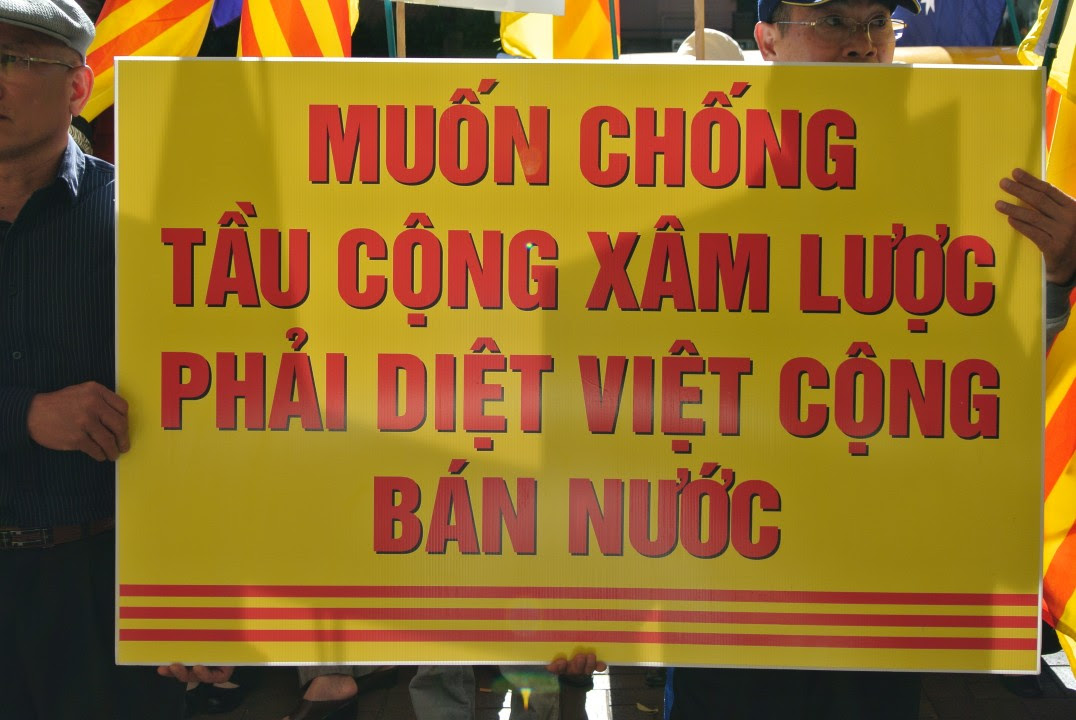 MUỐN CHỐNG
TẦU CỘNG XÂM LƯỢC
PHẢI DIỆT VIỆT CỘNG
BÁN NƯỚC